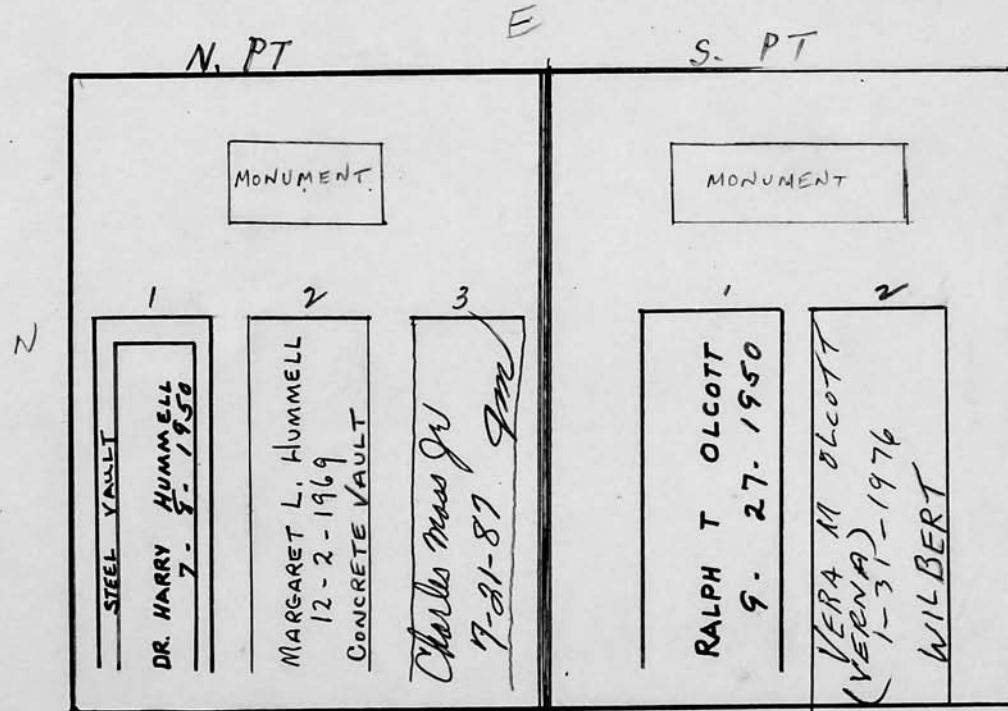 E
N. PT
S. PT
MONUMENT
MONUMENT
N
1
STEEL VAULT
DR. HARRY HUMMELL
7 - 8 - 1950
2
MARGARET L. HUMMELL
12 - 2 - 1969
CONCRETE VAULT
3
Charles Moss Jr
7-21-87
1
RALPH T OLCOTT
9 - 27 - 1950
2
VERA M OLCOTT
(VERNA)
1-31-1976
WILBERT